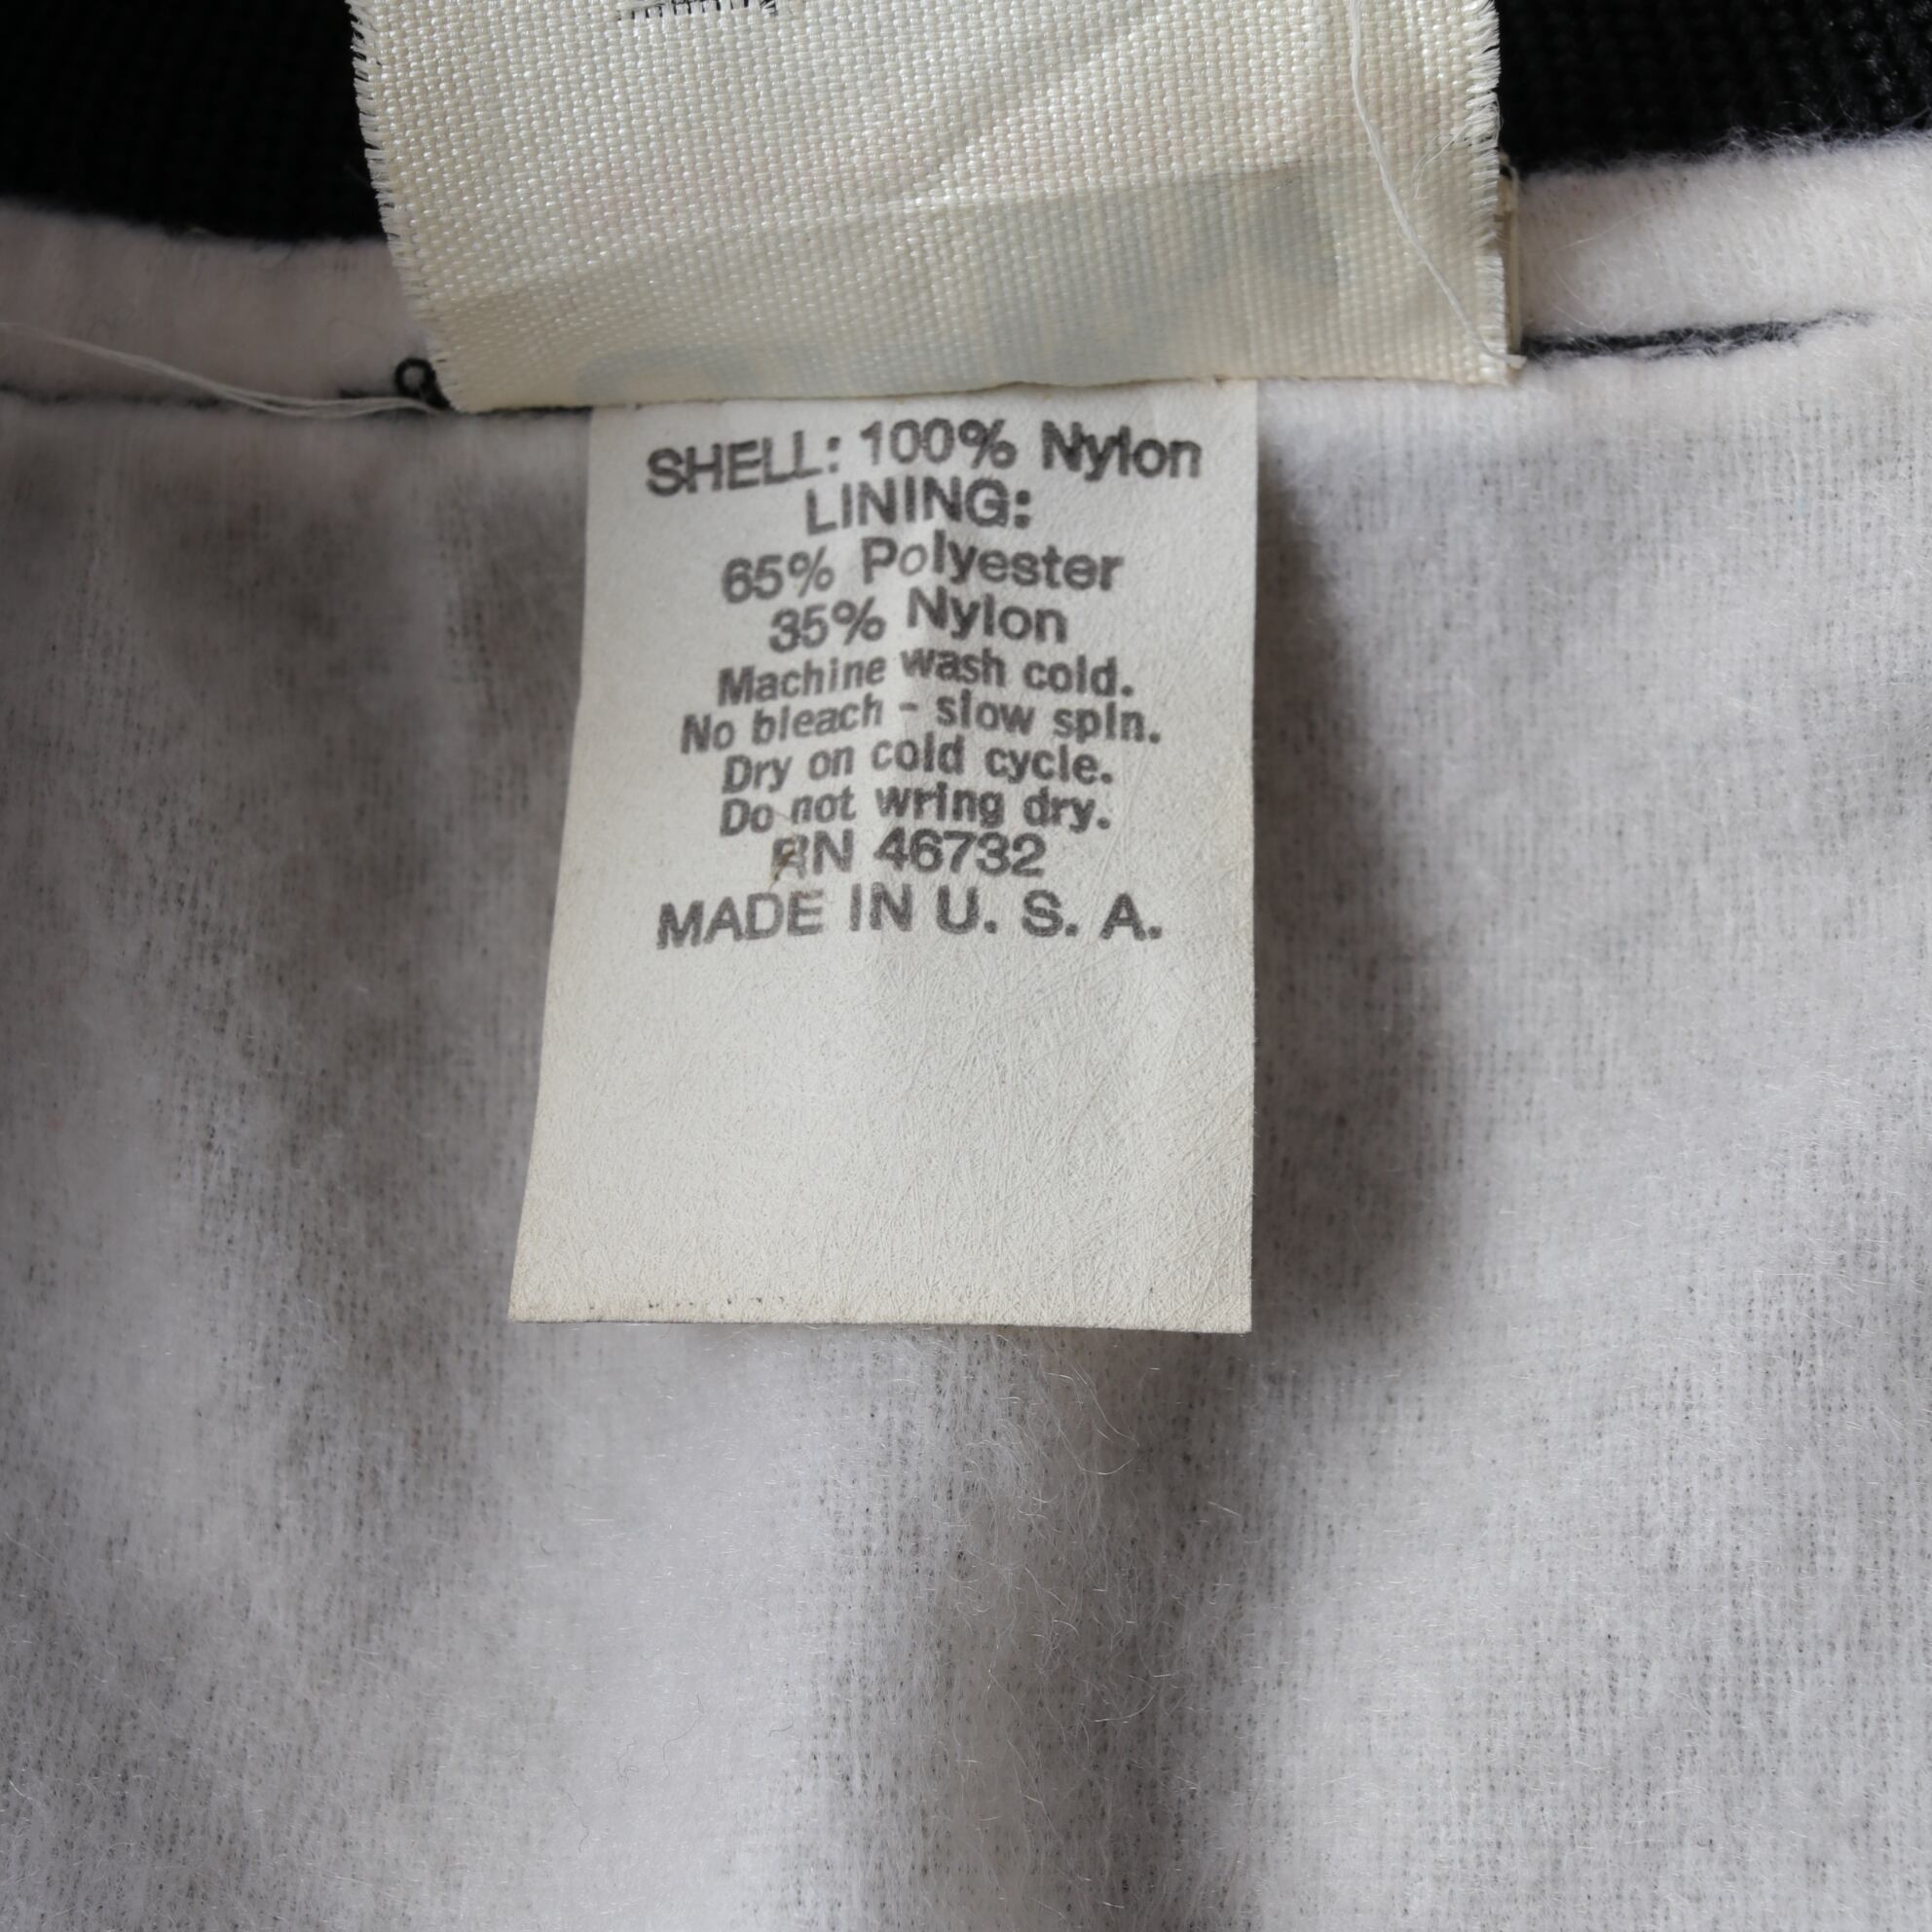 SHELL: 100% Nylon
LINING:
65% Polyester
35% Nylon
Machine wash cold.
No bleach - slow spin.
Dry on cold cycle.
Do not wring dry.
RN 46732
MADE IN U. S. A.